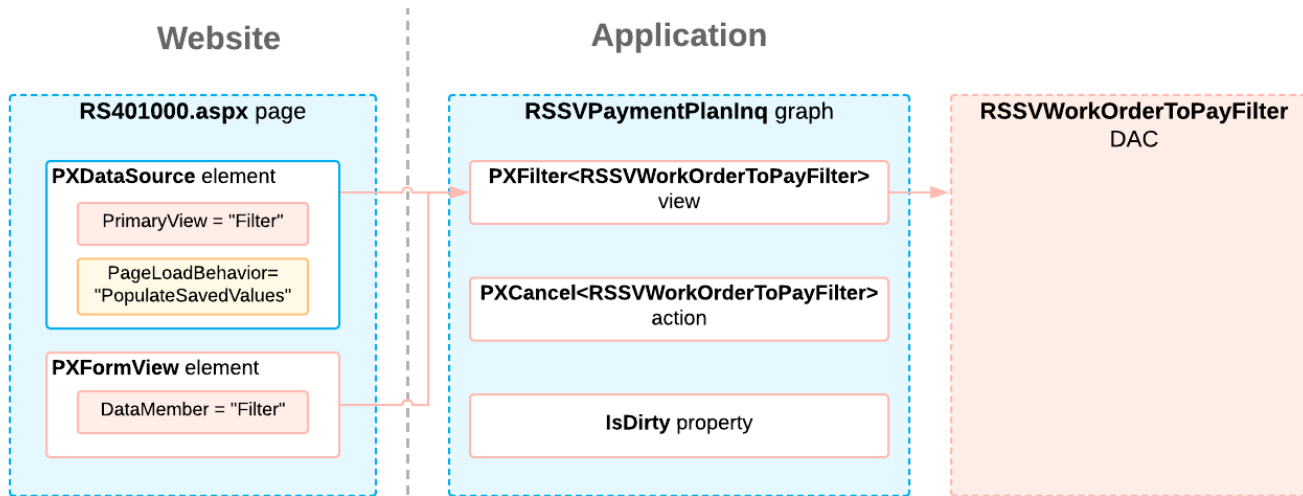 Website
Application
RS401000.aspx page
PXDataSource element
PrimaryView = "Filter"
PageLoadBehavior=
"PopulateSavedValues"
PXFormView element
DataMember = "Filter"
RSSVPaymentPlanInq graph
PXFilter<RSSVWorkOrderToPayFilter>
view
PXCancel<RSSVWorkOrderToPayFilter>
action
IsDirty property
RSSVWorkOrderToPayFilter
DAC